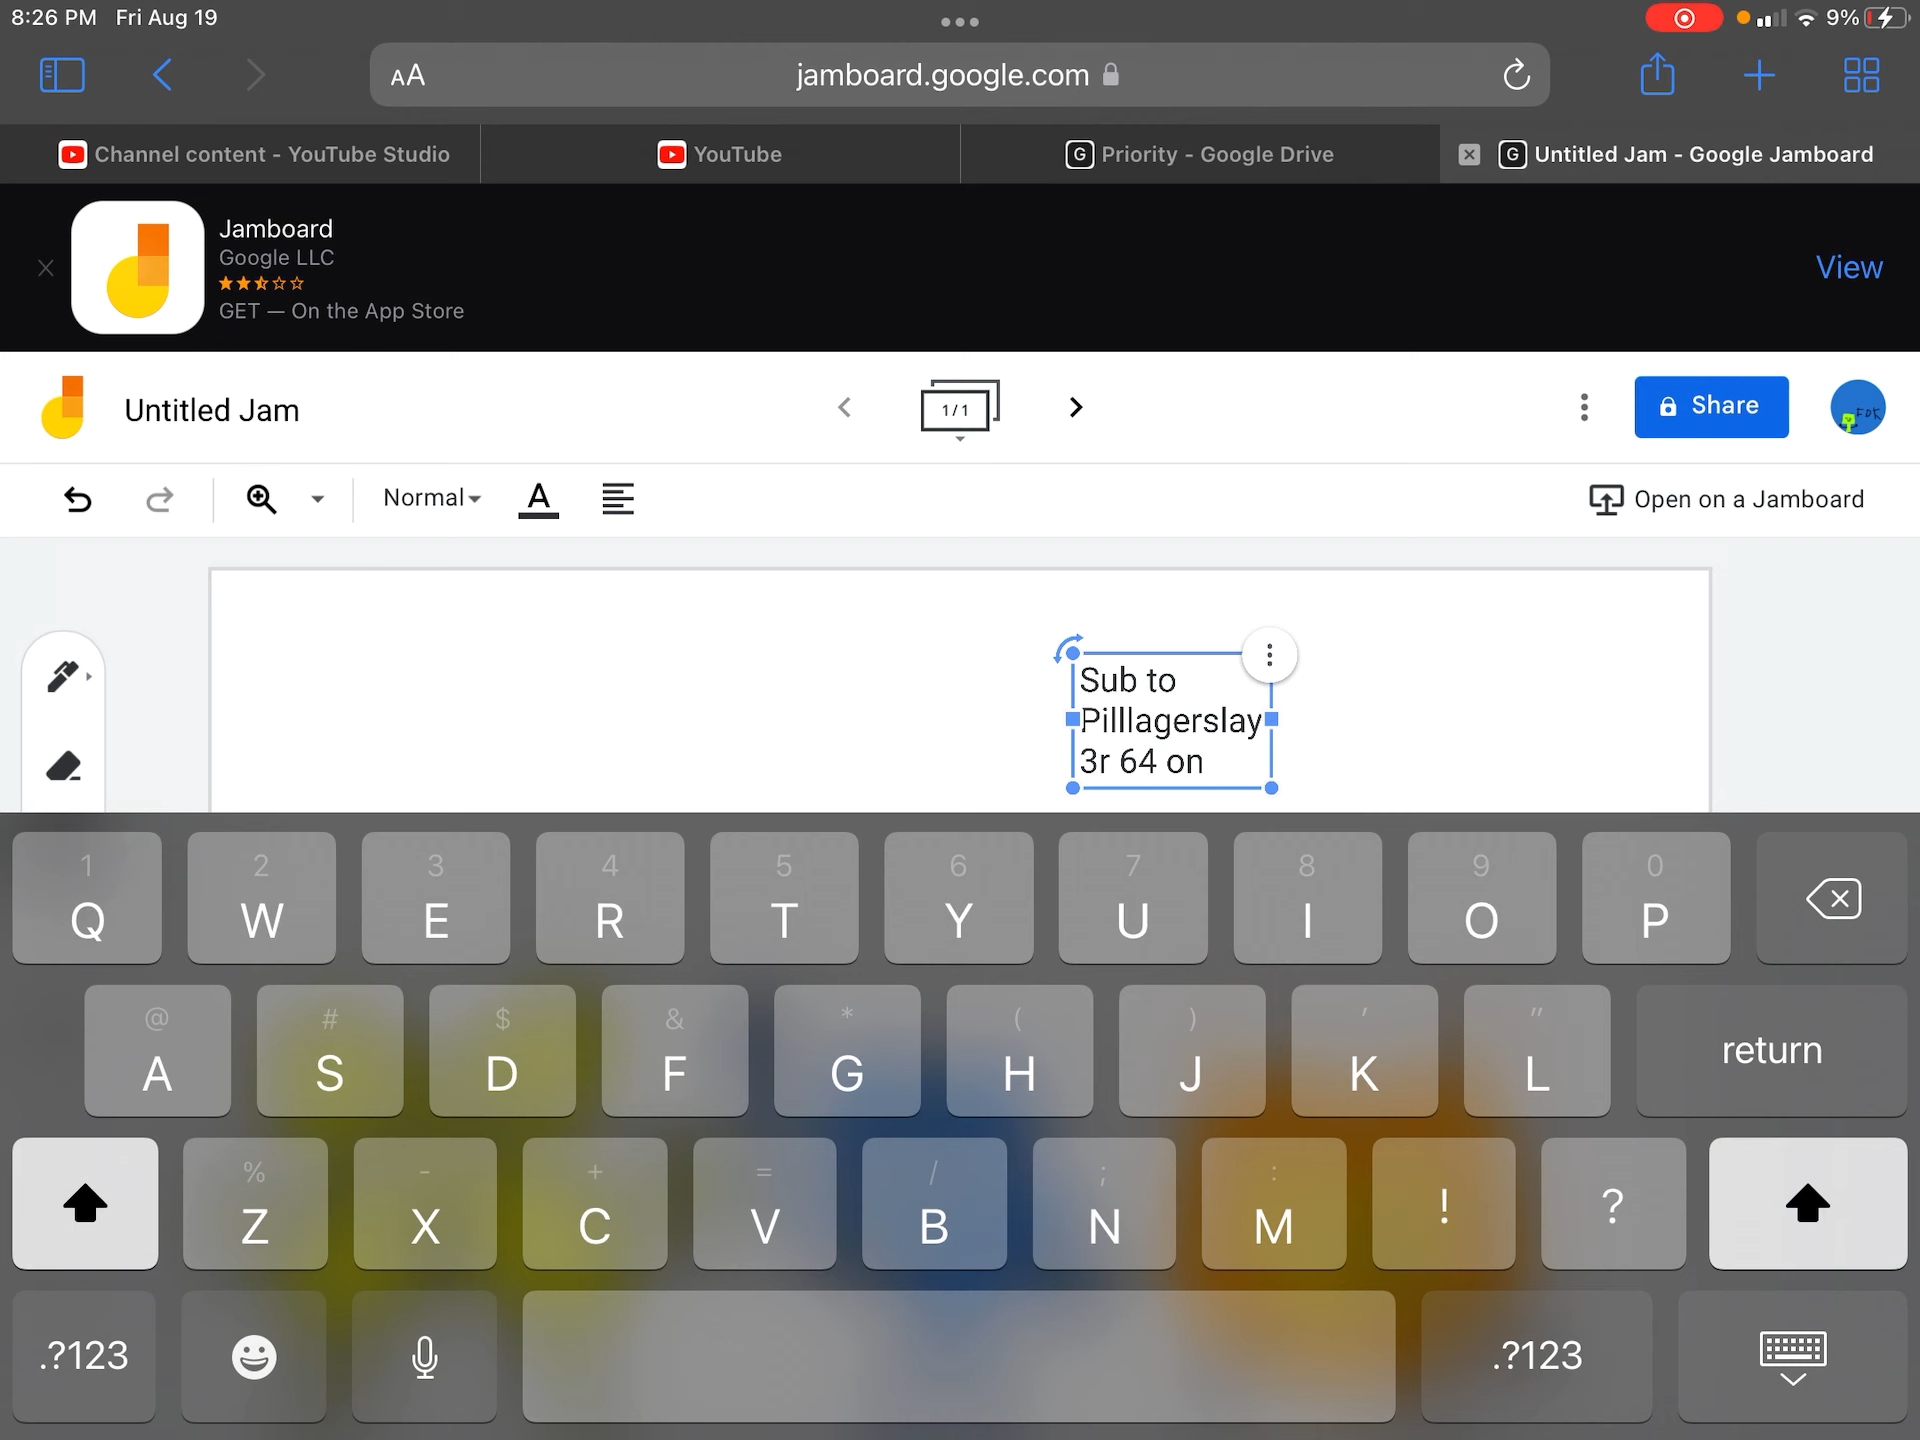 8:26 PM Fri Aug 19
9%
AA jamboard.google.com
Channel content - YouTube Studio
YouTube
G Priority - Google Drive
G Untitled Jam - Google Jamboard
Jamboard
Google LLC
GET — On the App Store
View
Untitled Jam
1/1
Share
FDK
Normal
A
Open on a Jamboard
Sub to
Pilllagerslay
3r 64 on
1 2 3 4 5 6 7 8 9 0
Q W E R T Y U I O P
@ # $ & * ( ) ' "
A S D F G H J K L return
% - + = / ; :
Z X C V B N M ! ?
.?123 .?123